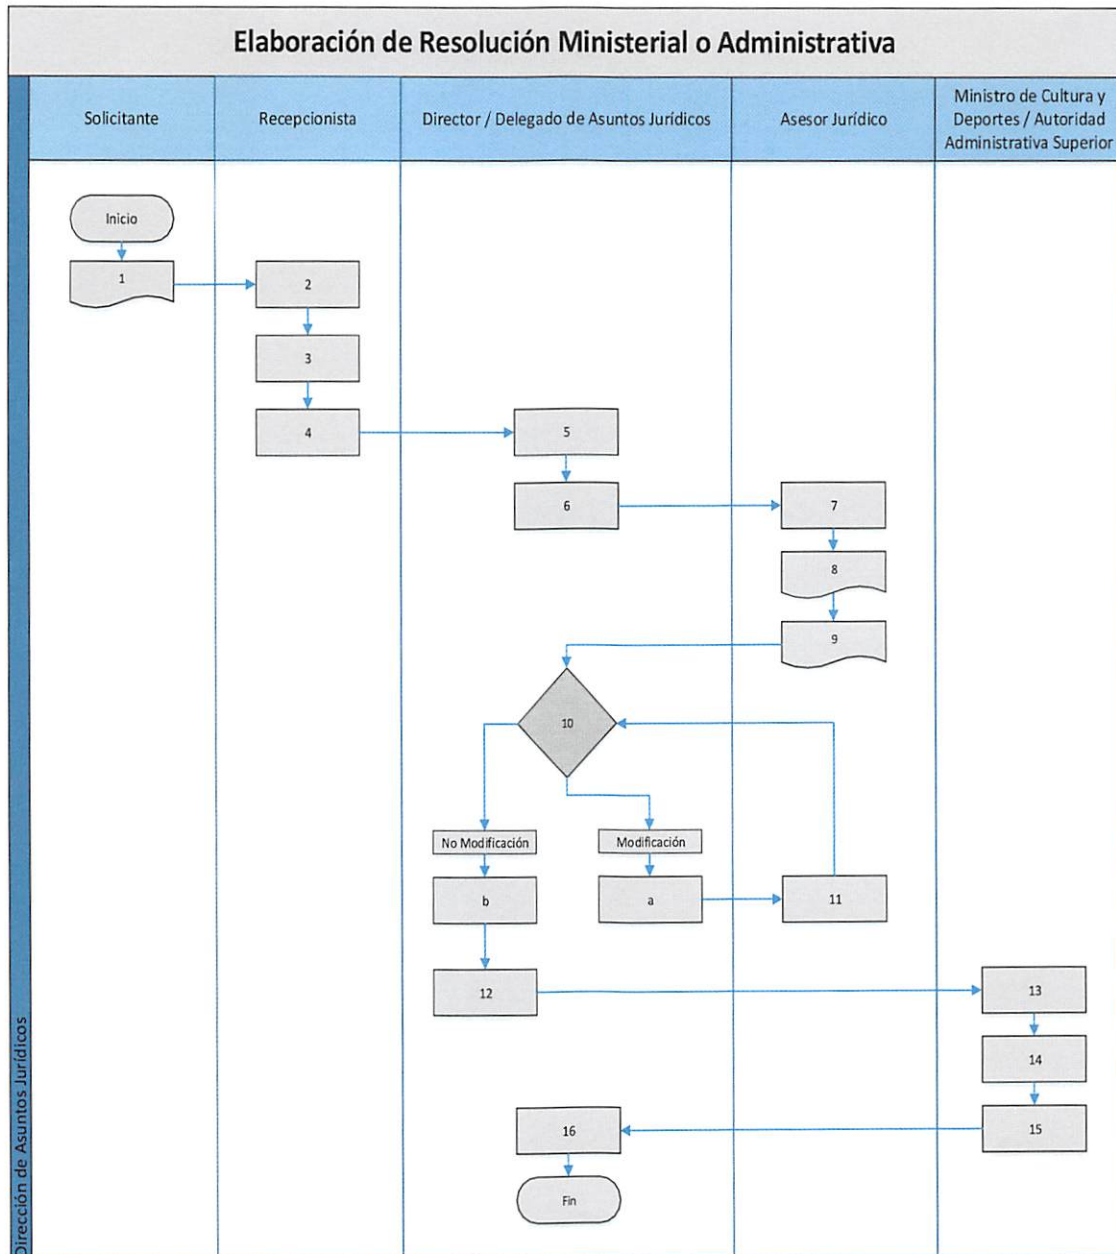 Elaboración de Resolución Ministerial o Administrativa
Solicitante
Recepcionista
Director / Delegado de Asuntos Jurídicos
Asesor Jurídico
Ministro de Cultura y
Deportes / Autoridad
Administrativa Superior
Inicio
1
2
3
4
5
6
7
8
9
10
No Modificación
Modificación
b
a
11
12
13
14
15
16
Fin
Dirección de Asuntos Jurídicos